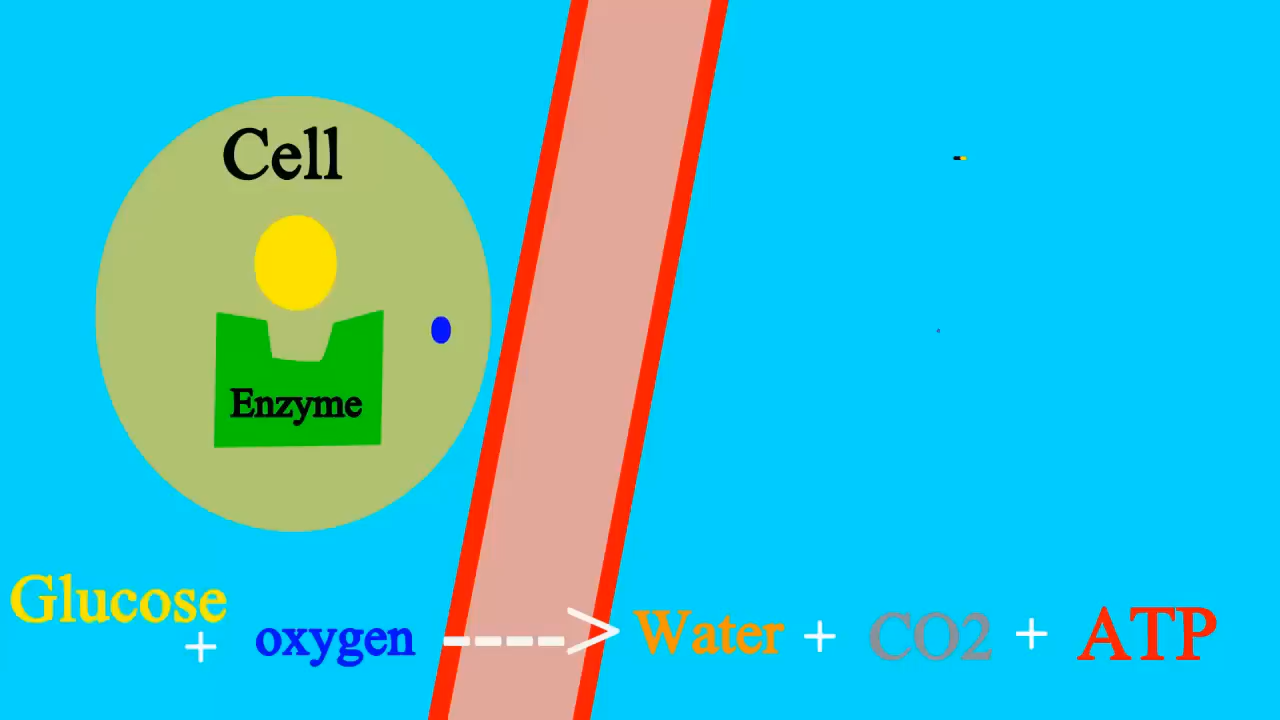 Cell
Enzyme
Glucose + oxygen ----> Water + CO2 + ATP